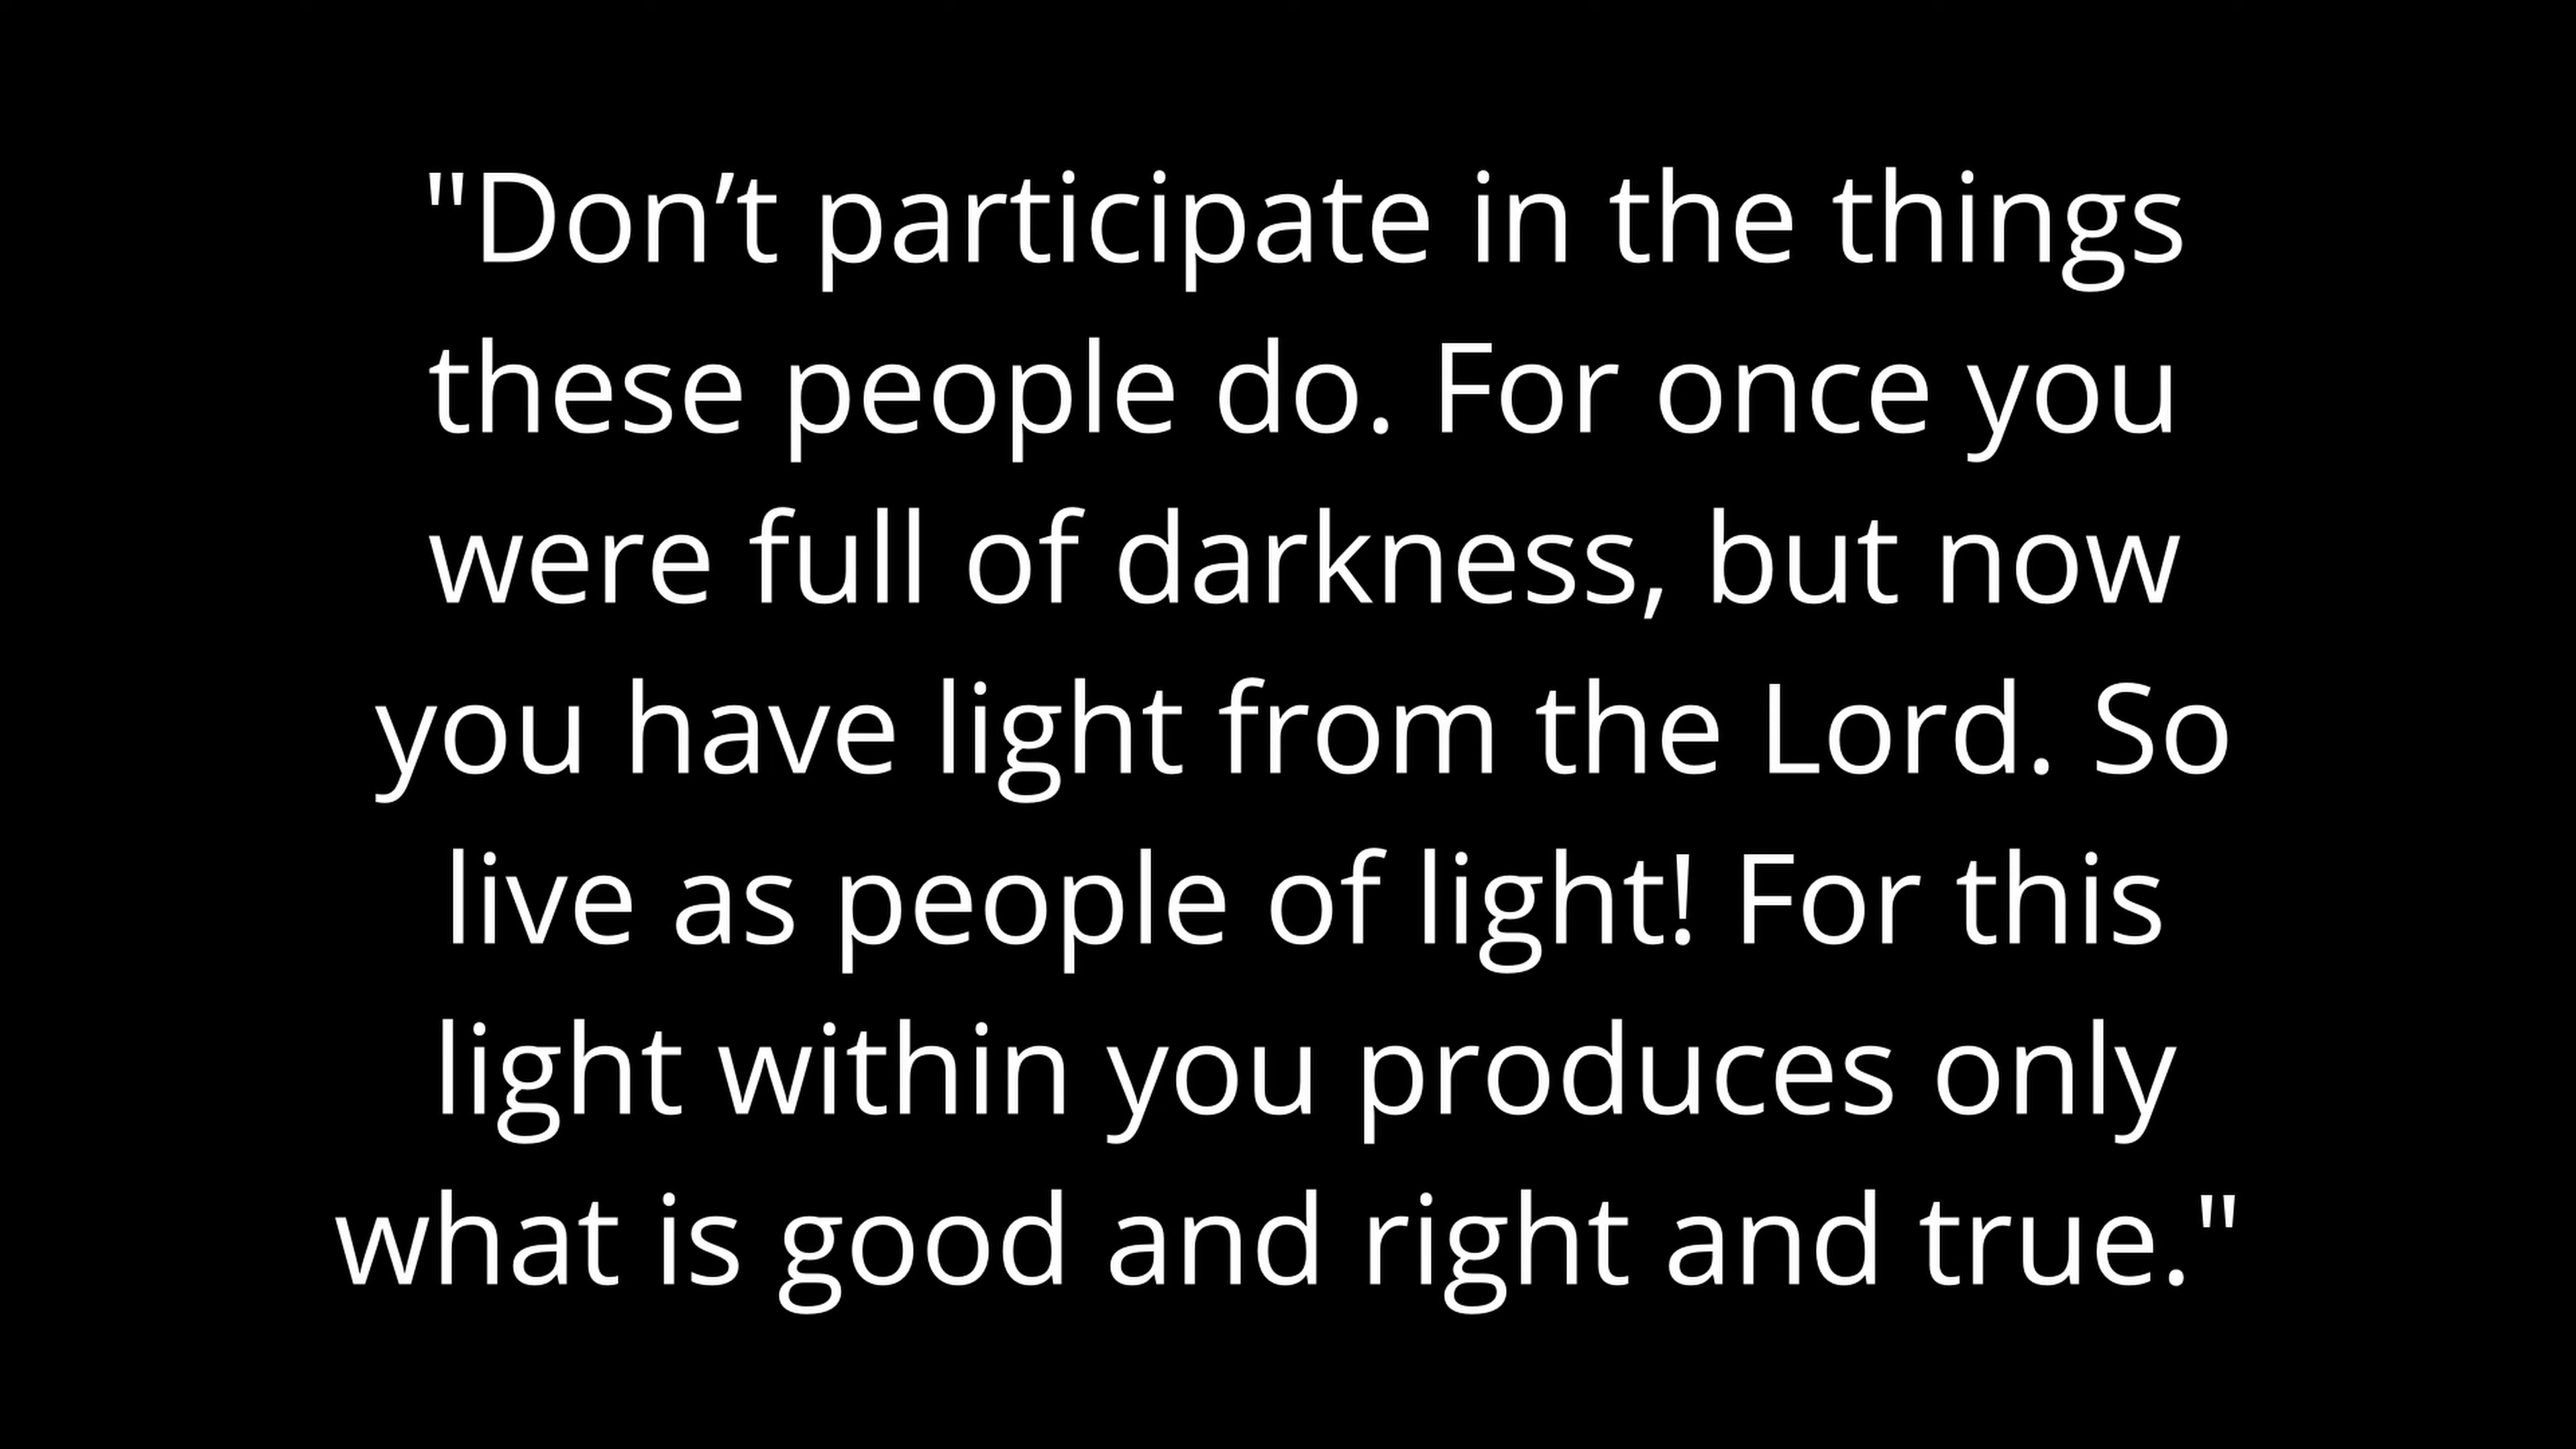 "Don’t participate in the things
these people do. For once you
were full of darkness, but now
you have light from the Lord. So
live as people of light! For this
light within you produces only
what is good and right and true."